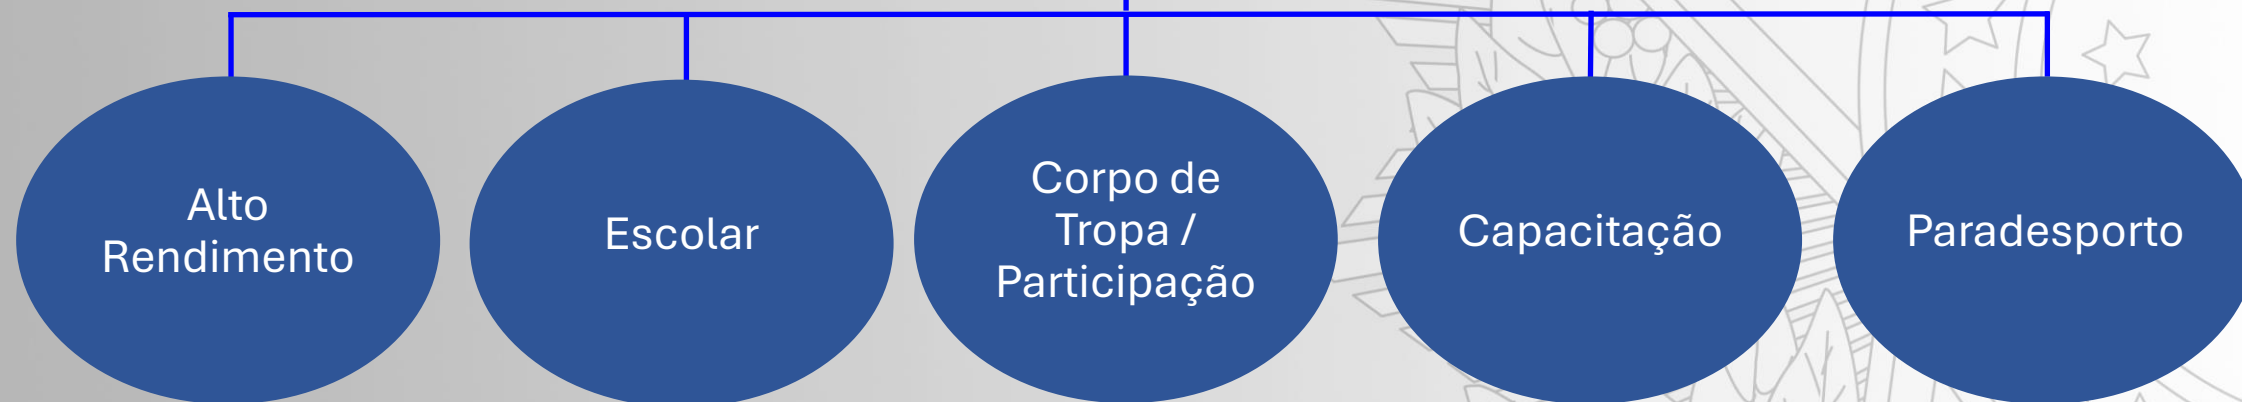 Alto
Rendimento
Escolar
Corpo de
Tropa /
Participação
Capacitação
Paradesporto